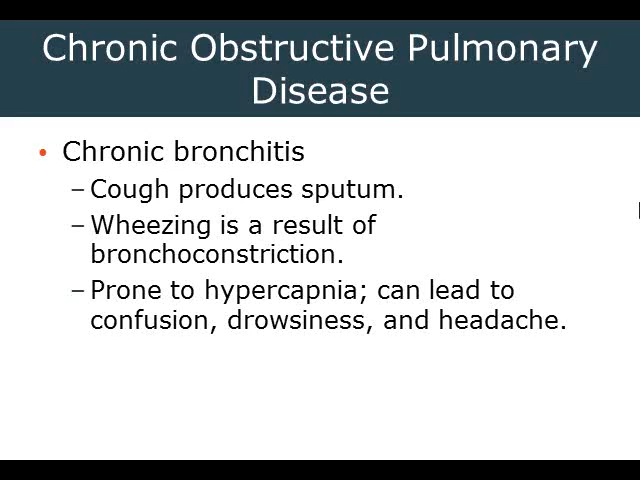 Chronic Obstructive Pulmonary
Disease
• Chronic bronchitis
– Cough produces sputum.
– Wheezing is a result of
bronchoconstriction.
– Prone to hypercapnia; can lead to
confusion, drowsiness, and headache.